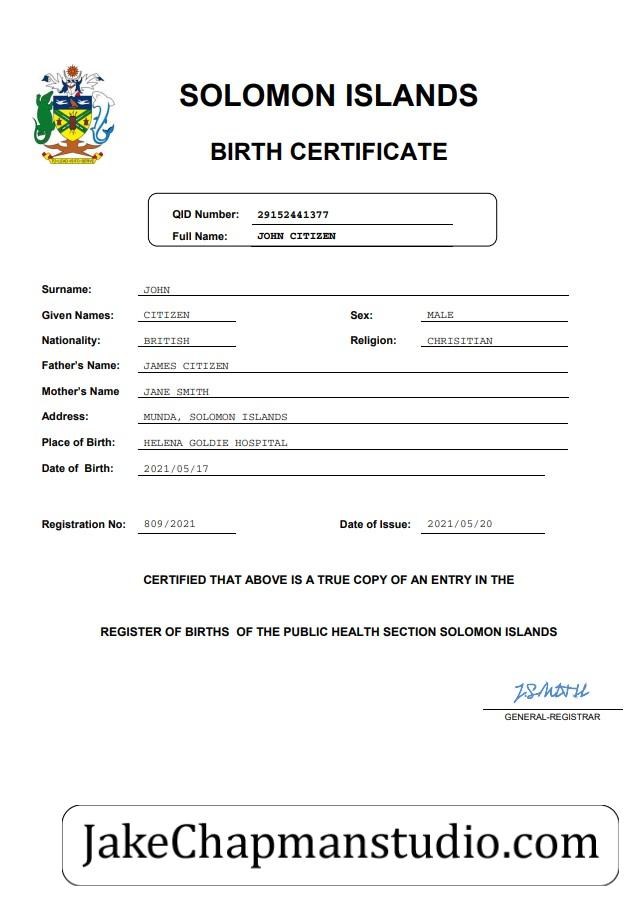 SOLOMON ISLANDS
BIRTH CERTIFICATE
QID Number: 29152441377
Full Name: JOHN CITIZEN
Surname: JOHN
Given Names: CITIZEN Sex: MALE
Nationality: BRITISH Religion: CHRISITIAN
Father's Name: JAMES CITIZEN
Mother's Name JANE SMITH
Address: MUNDA, SOLOMON ISLANDS
Place of Birth: HELENA GOLDIE HOSPITAL
Date of Birth: 2021/05/17
Registration No: 809/2021 Date of Issue: 2021/05/20
CERTIFIED THAT ABOVE IS A TRUE COPY OF AN ENTRY IN THE
REGISTER OF BIRTHS OF THE PUBLIC HEALTH SECTION SOLOMON ISLANDS
J.SMITH
GENERAL-REGISTRAR
JakeChapmanstudio.com